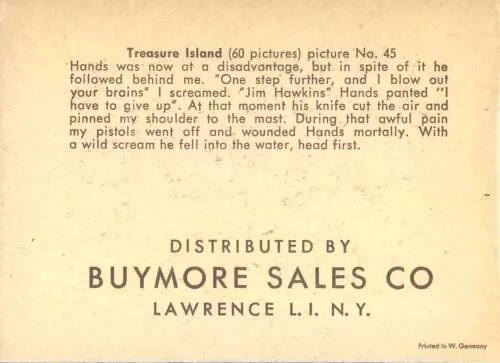 Treasure Island (60 pictures) picture No. 45
Hands was now at a disadvantage, but in spite of it he
followed behind me. "One step further, and I blow out
your brains" I screamed. "Jim Hawkins" Hands panted "I
have to give up". At that moment his knife cut the air and
pinned my shoulder to the mast. During that awful pain
my pistols went off and wounded Hands mortally. With
a wild scream he fell into the water, head first.
DISTRIBUTED BY
BUYMORE SALES CO
LAWRENCE L. I. N. Y.
Printed in W. Germany